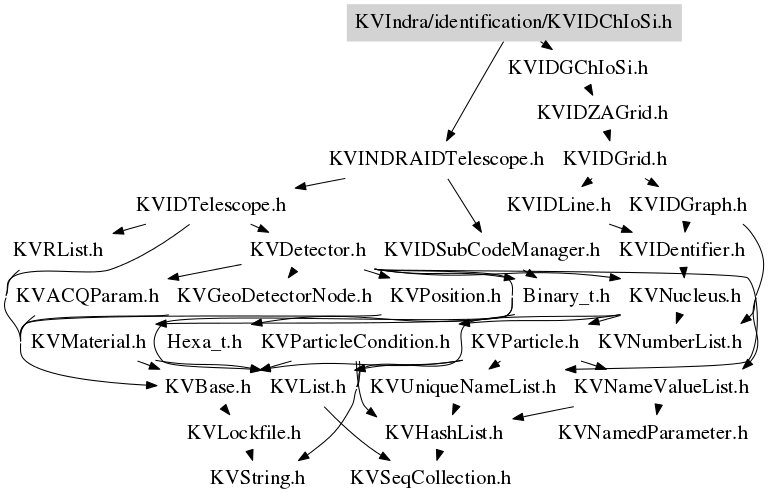 KVIndra/identification/KVIDChIoSi.h
KVIDGChIoSi.h
KVIDZAGrid.h
KVINDRAIDTelescope.h KVIDGrid.h
KVIDTelescope.h KVIDLine.h KVIDGraph.h
KVRList.h KVDetector.h KVIDSubCodeManager.h KVIDentifier.h
KVACQParam.h KVGeoDetectorNode.h KVPosition.h Binary_t.h KVNucleus.h
KVMaterial.h Hexa_t.h KVParticleCondition.h KVParticle.h KVNumberList.h
KVBase.h KVList.h KVUniqueNameList.h KVNameValueList.h
KVLockfile.h KVHashList.h KVNamedParameter.h
KVString.h KVSeqCollection.h